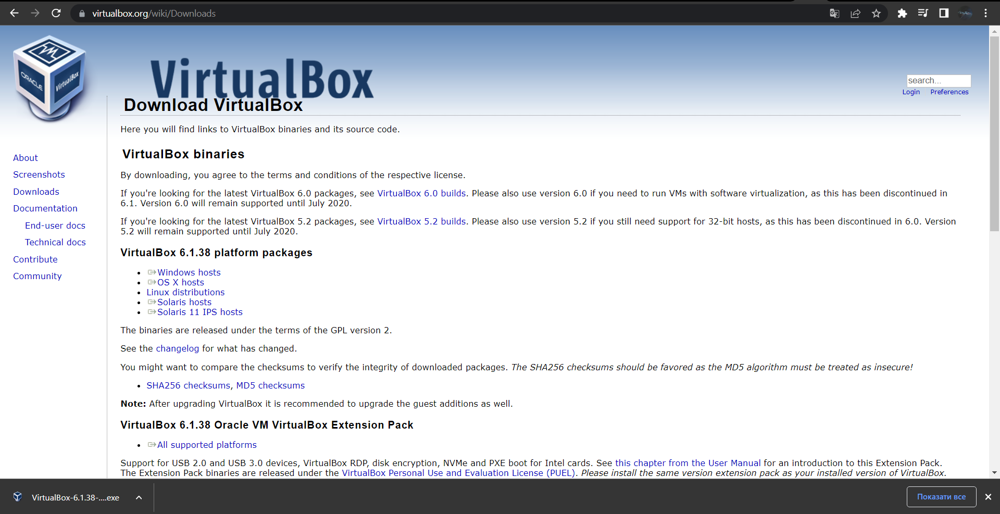 virtualbox.org/wiki/Downloads
ORACLE
VirtualBox
VirtualBox
search...
Login Preferences
Download VirtualBox
Here you will find links to VirtualBox binaries and its source code.
About
Screenshots
Downloads
Documentation
End-user docs
Technical docs
Contribute
Community
VirtualBox binaries
By downloading, you agree to the terms and conditions of the respective license.
If you're looking for the latest VirtualBox 6.0 packages, see VirtualBox 6.0 builds. Please also use version 6.0 if you need to run VMs with software virtualization, as this has been discontinued in
6.1. Version 6.0 will remain supported until July 2020.
If you're looking for the latest VirtualBox 5.2 packages, see VirtualBox 5.2 builds. Please also use version 5.2 if you still need support for 32-bit hosts, as this has been discontinued in 6.0. Version
5.2 will remain supported until July 2020.
VirtualBox 6.1.38 platform packages
• Windows hosts
• OS X hosts
• Linux distributions
• Solaris hosts
• Solaris 11 IPS hosts
The binaries are released under the terms of the GPL version 2.
See the changelog for what has changed.
You might want to compare the checksums to verify the integrity of downloaded packages. The SHA256 checksums should be favored as the MD5 algorithm must be treated as insecure!
• SHA256 checksums, MD5 checksums
Note: After upgrading VirtualBox it is recommended to upgrade the guest additions as well.
VirtualBox 6.1.38 Oracle VM VirtualBox Extension Pack
• All supported platforms
Support for USB 2.0 and USB 3.0 devices, VirtualBox RDP, disk encryption, NVMe and PXE boot for Intel cards. See this chapter from the User Manual for an introduction to this Extension Pack.
The Extension Pack binaries are released under the VirtualBox Personal Use and Evaluation License (PUEL). Please install the same version extension pack as your installed version of VirtualBox.
VirtualBox-6.1.38-....exe
Показати все